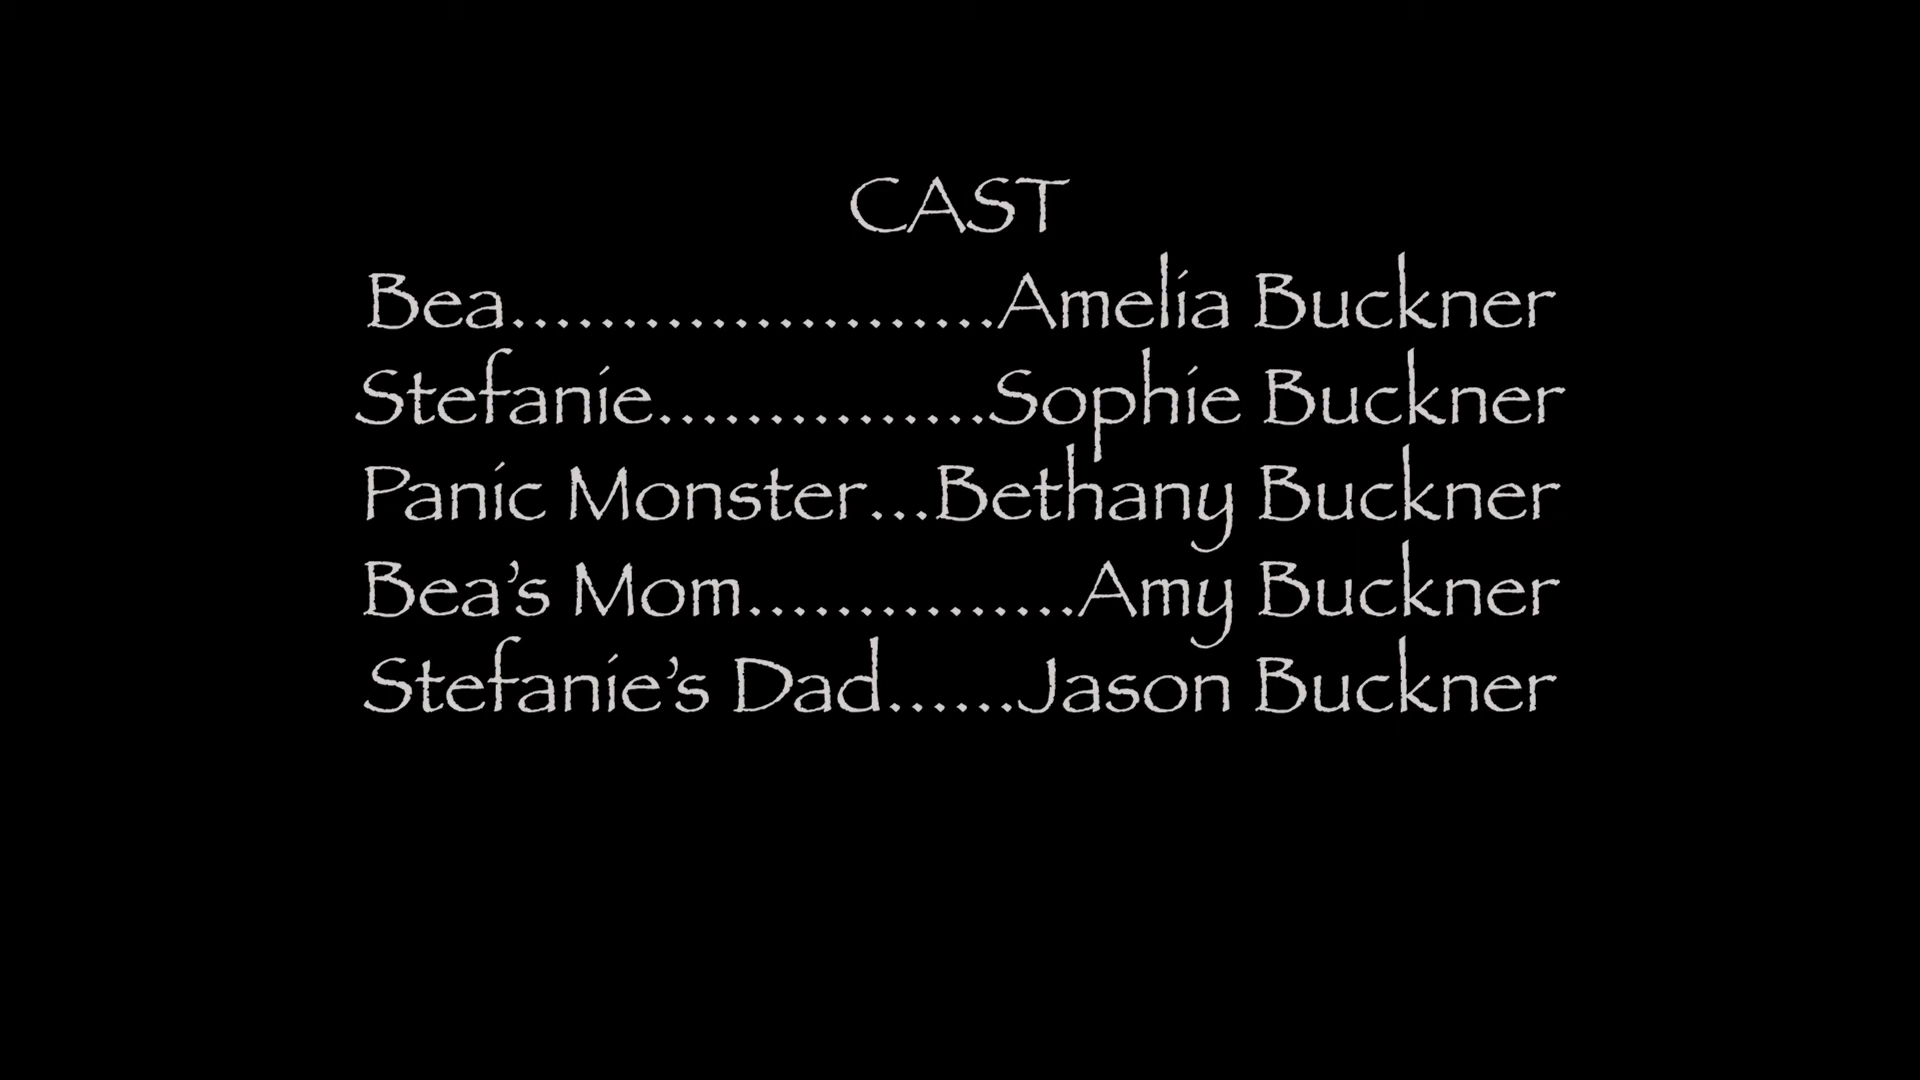 CAST
Bea......................Amelia Buckner
Stefanie...............Sophie Buckner
Panic Monster...Bethany Buckner
Bea’s Mom...............Amy Buckner
Stefanie’s Dad......Jason Buckner